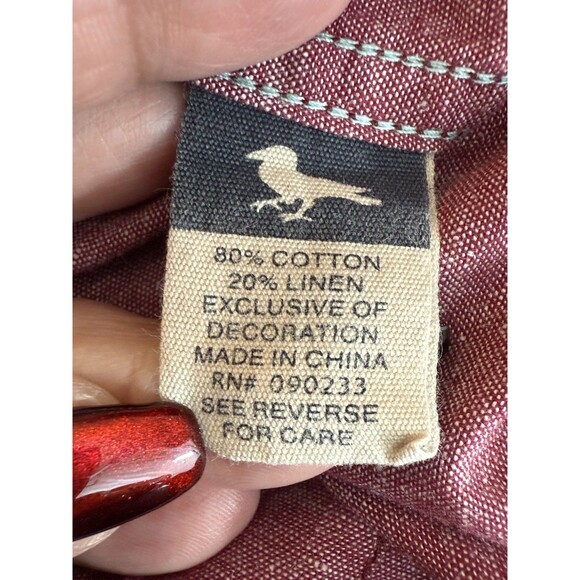 80% COTTON
20% LINEN
EXCLUSIVE OF
DECORATION
MADE IN CHINA
RN# 090233
SEE REVERSE
FOR CARE